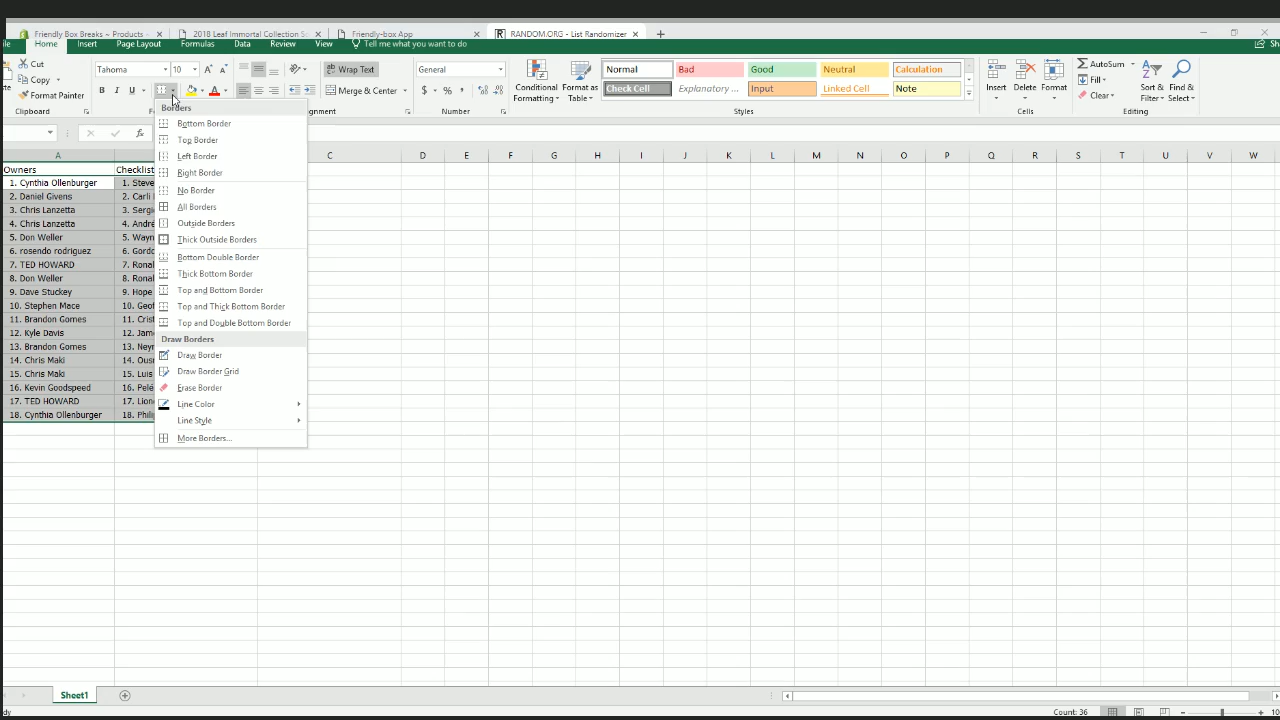 Friendly Box Breaks ~ Products ~
2018 Leaf Immortal Collection S
Friendly-box App
RANDOM.ORG - List Randomizer
Home Insert Page Layout Formulas Data Review View Tell me what you want to do
Cut
Copy
Format Painter
Clipboard
Tahoma 10
B I U
Wrap Text
Merge & Center
General
$ % ,
Number
Conditional Formatting
Format as Table
Normal Bad Good Neutral Calculation
Check Cell Explanatory ... Input Linked Cell Note
Styles
Insert Delete Format
Cells
AutoSum
Fill
Clear
Sort & Filter
Find & Select
Editing
fx
A C D E F G H I J K L M N O P Q R S T U V W
Owners Checklist
1. Cynthia Ollenburger 1. Steve
2. Daniel Givens 2. Carli
3. Chris Lanzetta 3. Sergi
4. Chris Lanzetta 4. André
5. Don Weller 5. Wayn
6. rosendo rodriguez 6. Gordo
7. TED HOWARD 7. Ronal
8. Don Weller 8. Ronal
9. Dave Stuckey 9. Hope
10. Stephen Mace 10. Geof
11. Brandon Gomes 11. Crist
12. Kyle Davis 12. Jame
13. Brandon Gomes 13. Neym
14. Chris Maki 14. Ousm
15. Chris Maki 15. Luis
16. Kevin Goodspeed 16. Pelé
17. TED HOWARD 17. Lione
18. Cynthia Ollenburger 18. Philip
Borders
Bottom Border
Top Border
Left Border
Right Border
No Border
All Borders
Outside Borders
Thick Outside Borders
Bottom Double Border
Thick Bottom Border
Top and Bottom Border
Top and Thick Bottom Border
Top and Double Bottom Border
Draw Borders
Draw Border
Draw Border Grid
Erase Border
Line Color
Line Style
More Borders...
Sheet1
Count: 36